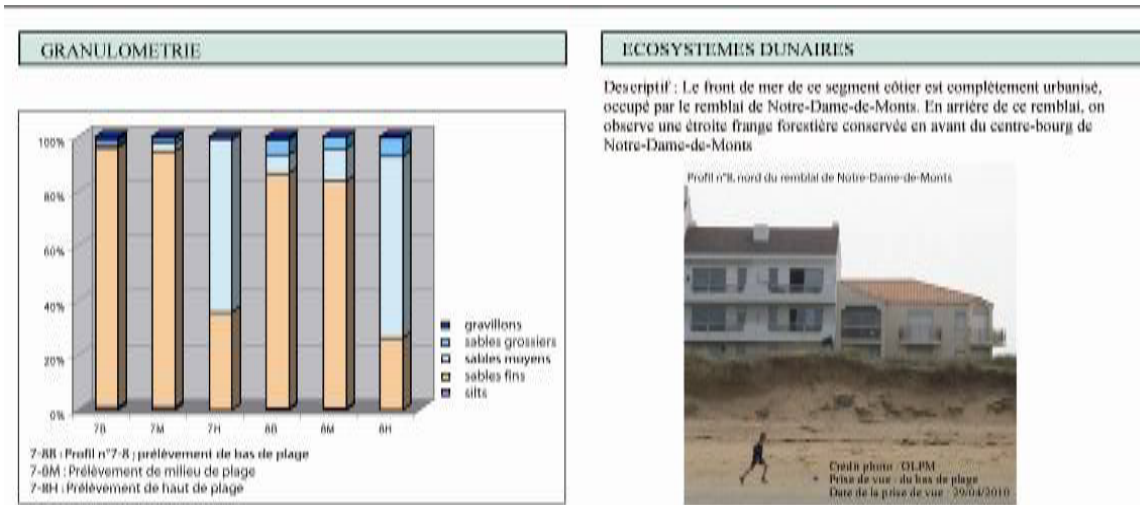 GRANULOMETRIE
100%
80%
60%
40%
20%
0%
7B
7M
7H
8B
8M
8H
gravillons
sables grossiers
sables moyens
sables fins
silts
7-8B : Profil n°7-8 ; prélèvement de bas de plage
7-8M : Prélèvement de milieu de plage
7-8H : Prélèvement de haut de plage
ECOSYSTEMES DUNAIRES
Descriptif : Le front de mer de ce segment côtier est complètement urbanisé,
occupé par le remblat de Notre-Dame-de-Monts. En arrière de ce remblai, on
observe une étroite frange forestière conservée en avant du centre-bourg de
Notre-Dame-de-Monts
Profil n°8, nord du remblat de Notre-Dame-de-Monts
Crédit photo : OLPM
Prise de vue : du bas de plage
Date de la prise de vue : 29/04/2010